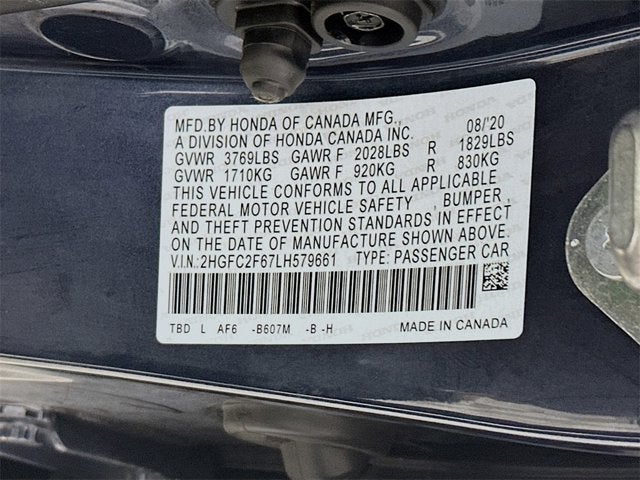 MFD.BY HONDA OF CANADA MFG., 08/'20
A DIVISION OF HONDA CANADA INC.
GVWR 3769LBS GAWR F 2028LBS R 1829LBS
GVWR 1710KG GAWR F 920KG R 830KG
THIS VEHICLE CONFORMS TO ALL APPLICABLE
FEDERAL MOTOR VEHICLE SAFETY , BUMPER,
AND THEFT PREVENTION STANDARDS IN EFFECT
ON THE DATE OF MANUFACTURE SHOWN ABOVE.
V.I.N:2HGFC2F67LH579661 TYPE: PASSENGER CAR
TBD L AF6 -B607M -B -H MADE IN CANADA